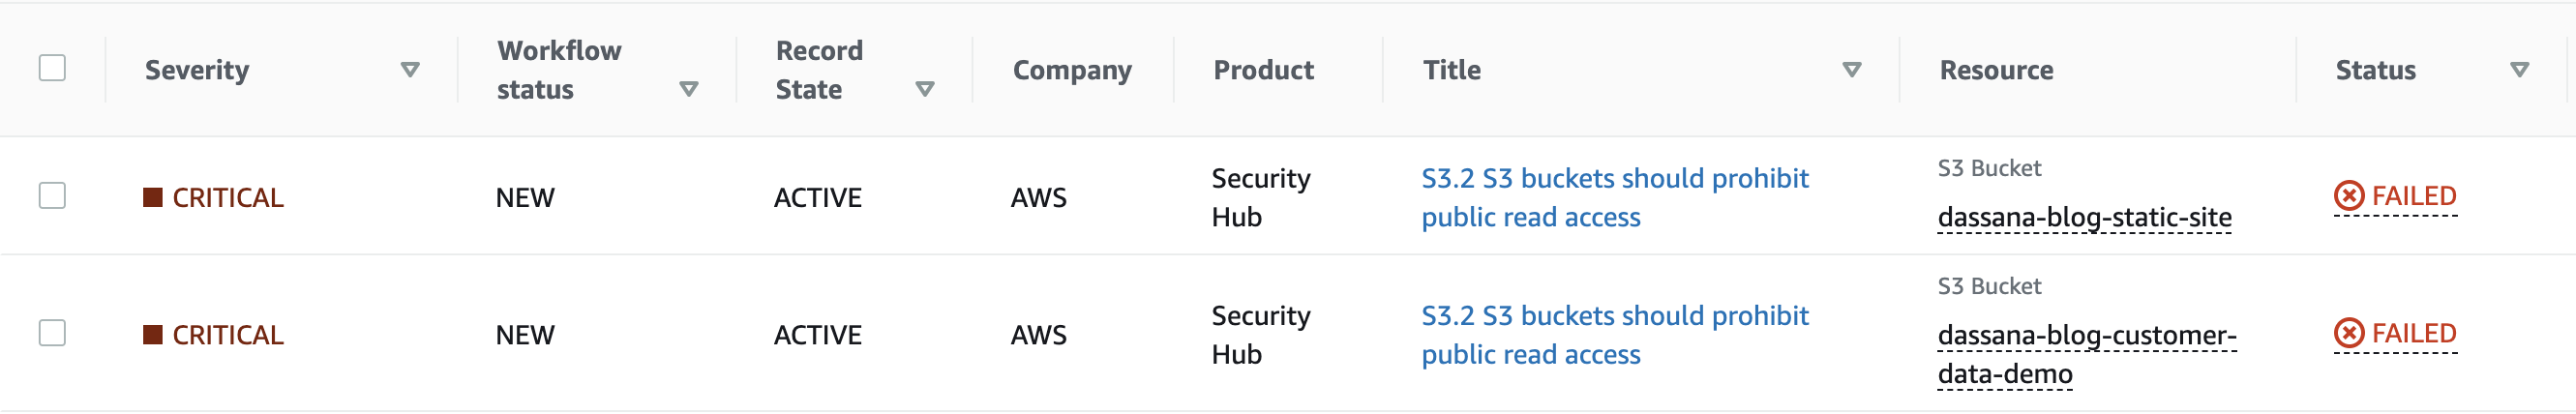 Severity
Workflow
status
Record
State
Company
Product
Title
Resource
Status
CRITICAL
NEW
ACTIVE
AWS
Security
Hub
S3.2 S3 buckets should prohibit
public read access
S3 Bucket
dassana-blog-static-site
FAILED
CRITICAL
NEW
ACTIVE
AWS
Security
Hub
S3.2 S3 buckets should prohibit
public read access
S3 Bucket
dassana-blog-customer-
data-demo
FAILED